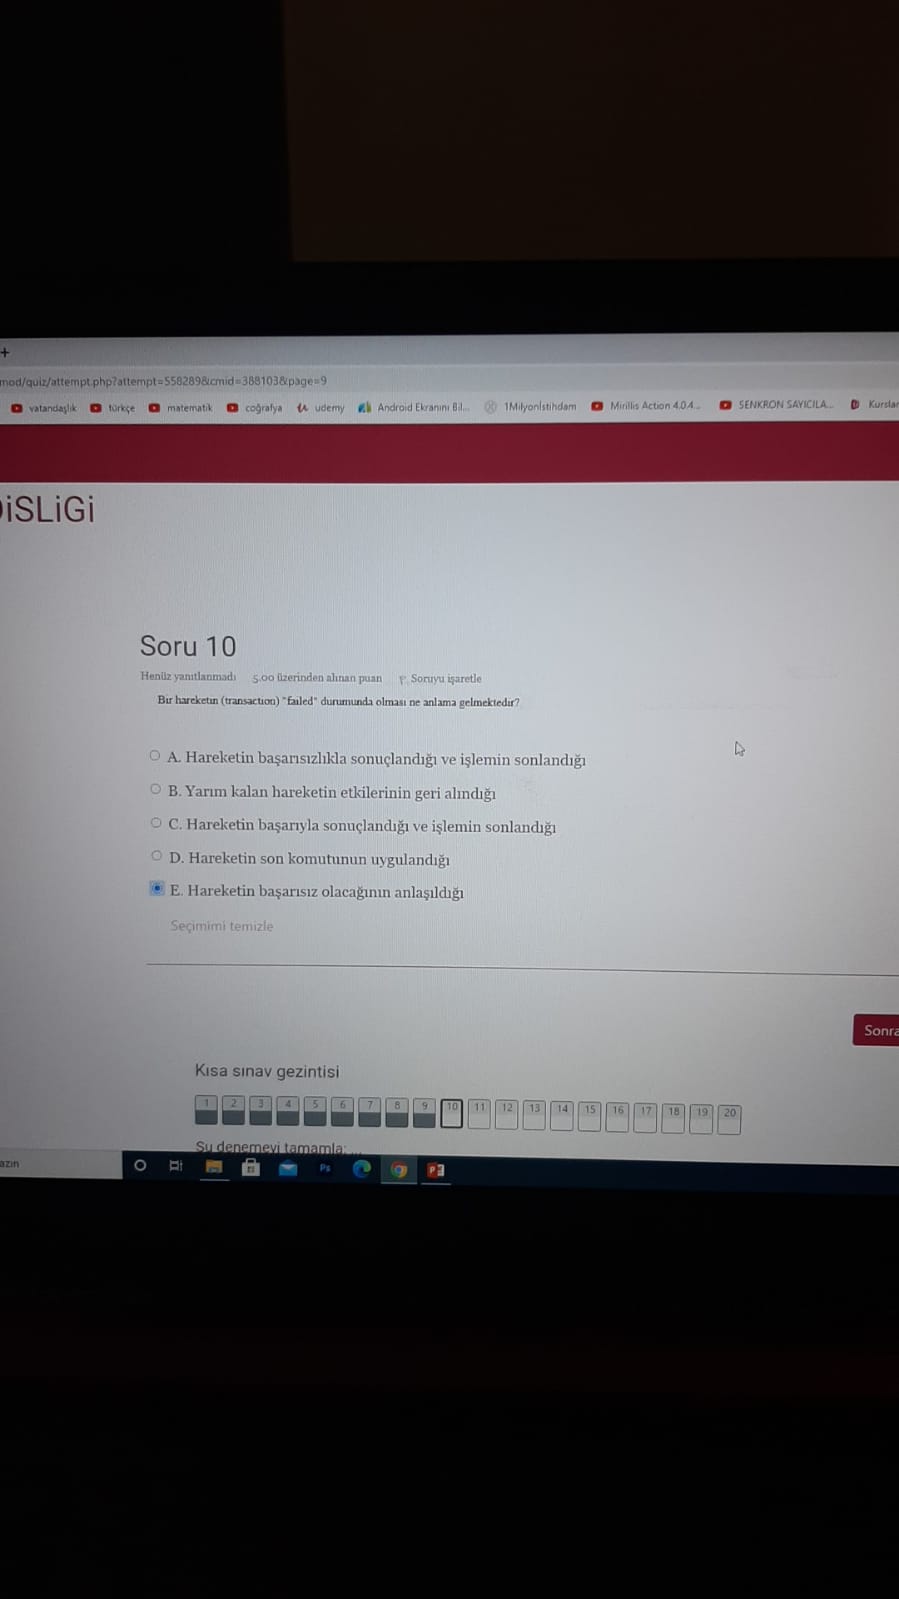 +
mod/quiz/attempt.php?attempt=558289&cmid=388103&page=9
vatandaşlık türkçe matematik coğrafya udemy Android Ekranını Bil... 1Milyonİstihdam Mirillis Action 4.0.4... SENKRON SAYICILA... Kurslar
iSLiGi
Soru 10
Henüz yanıtlanmadı 5,00 üzerinden alınan puan Soruyu işaretle
Bir hareketin (transaction) "failed" durumunda olması ne anlama gelmektedir?
A. Hareketin başarısızlıkla sonuçlandığı ve işlemin sonlandığı
B. Yarım kalan hareketin etkilerinin geri alındığı
C. Hareketin başarıyla sonuçlandığı ve işlemin sonlandığı
D. Hareketin son komutunun uygulandığı
E. Hareketin başarısız olacağının anlaşıldığı
Seçimimi temizle
Sonra
Kısa sınav gezintisi
1 2 3 4 5 6 7 8 9 10 11 12 13 14 15 16 17 18 19 20
Şu denemeyi tamamla: ...
azın
Ps
P